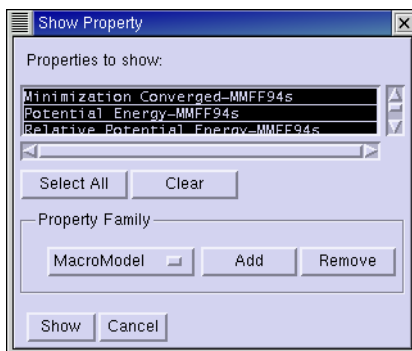 Show Property
Properties to show:
Minimization Converged-MMFF94s
Potential Energy-MMFF94s
Relative Potential Energy-MMFF94s
Select All Clear
Property Family
MacroModel Add Remove
Show Cancel